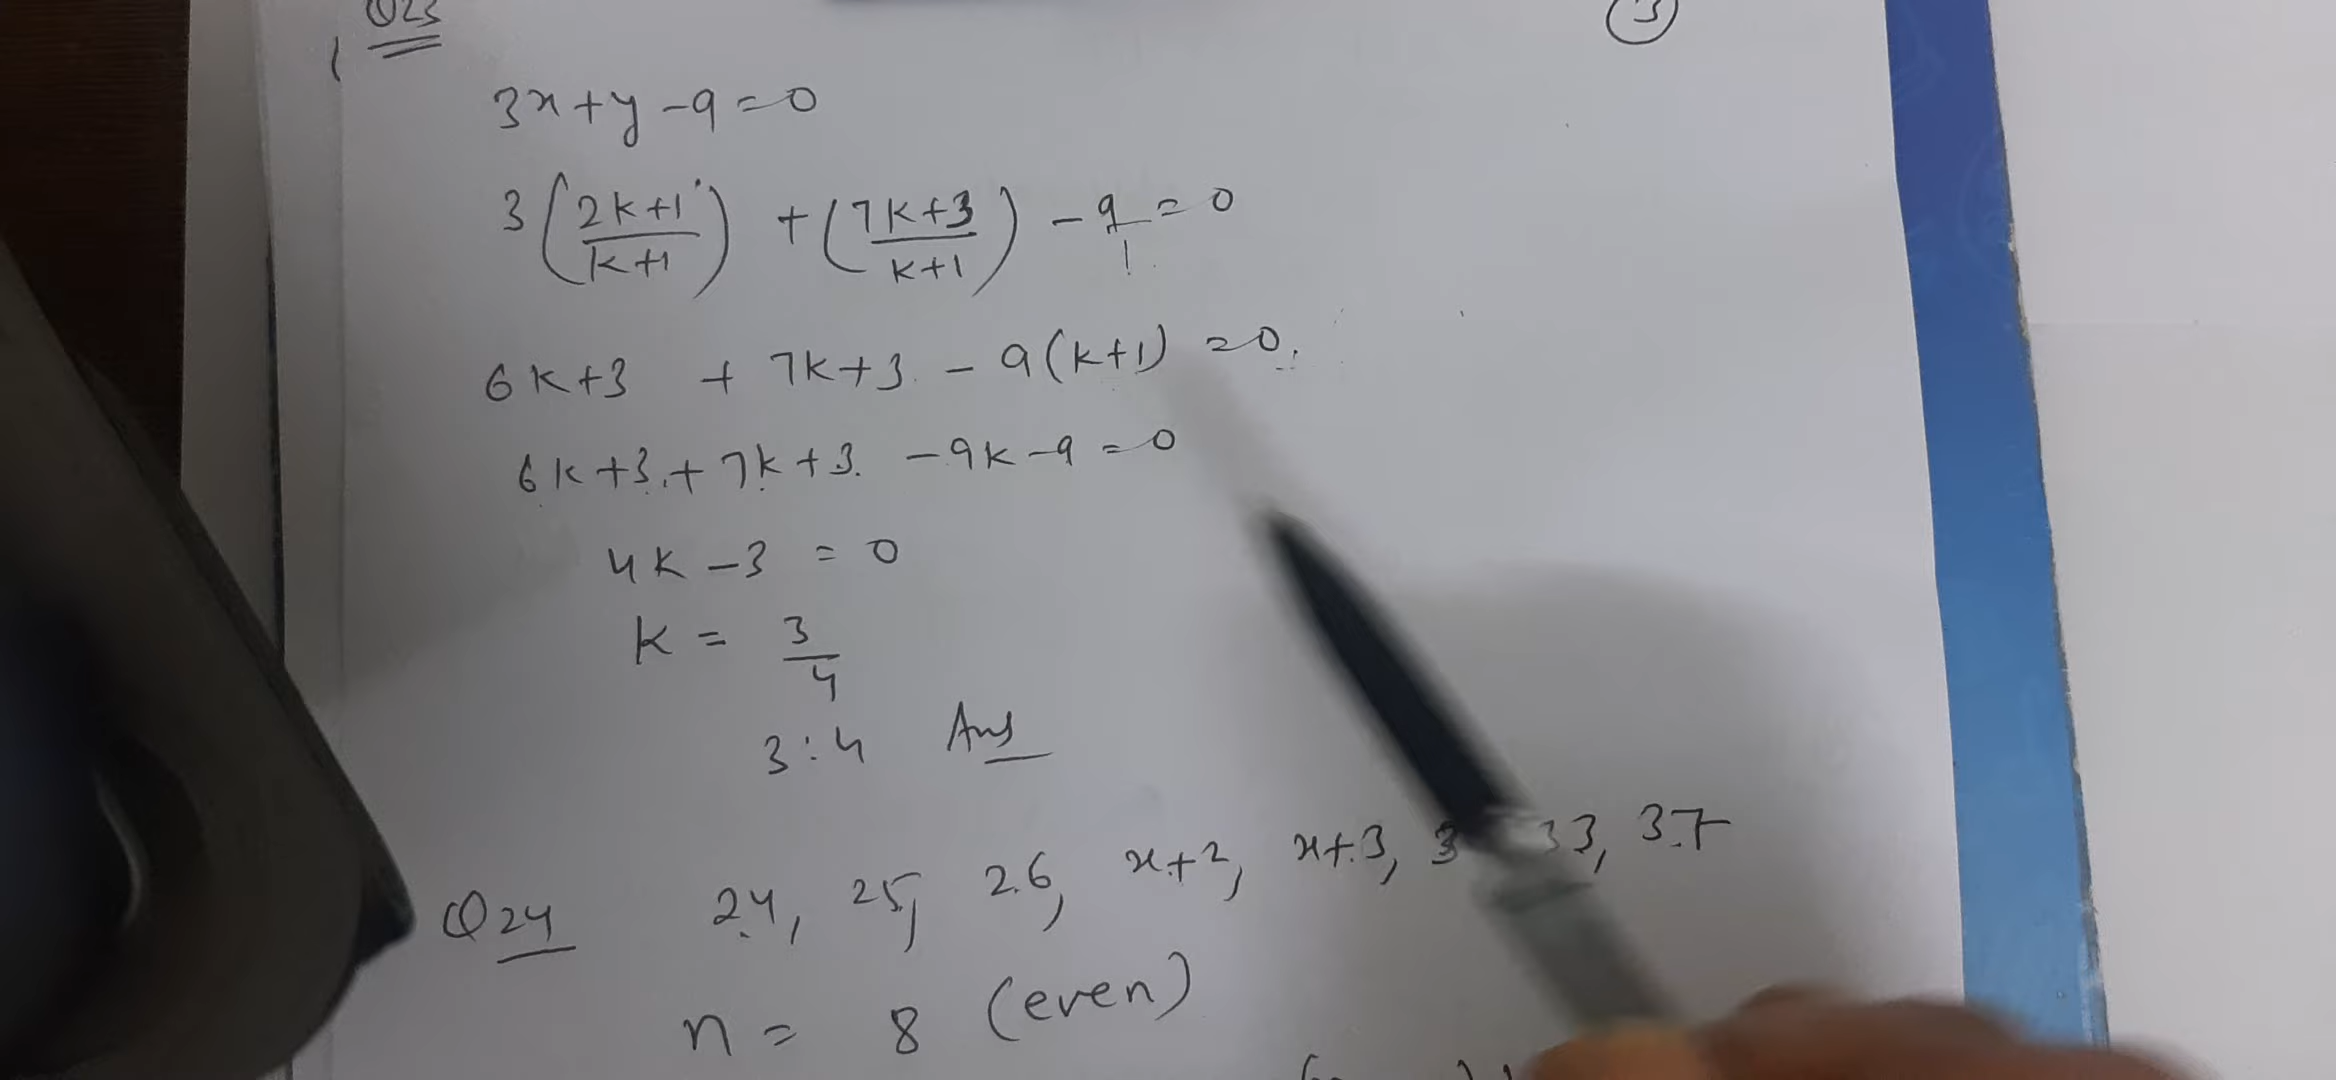 Q23
3
3x+y-9=0
3(2k+1/k+1) + (7k+3/k+1) - 9/1 = 0
6k+3 + 7k+3 - 9(k+1) = 0.
6k+3+7k+3 -9k-9=0
4k-3 = 0
k = 3/4
3:4 Ans
Q24 24, 25, 26, x+2, x+3, 33, 37
n = 8 (even)